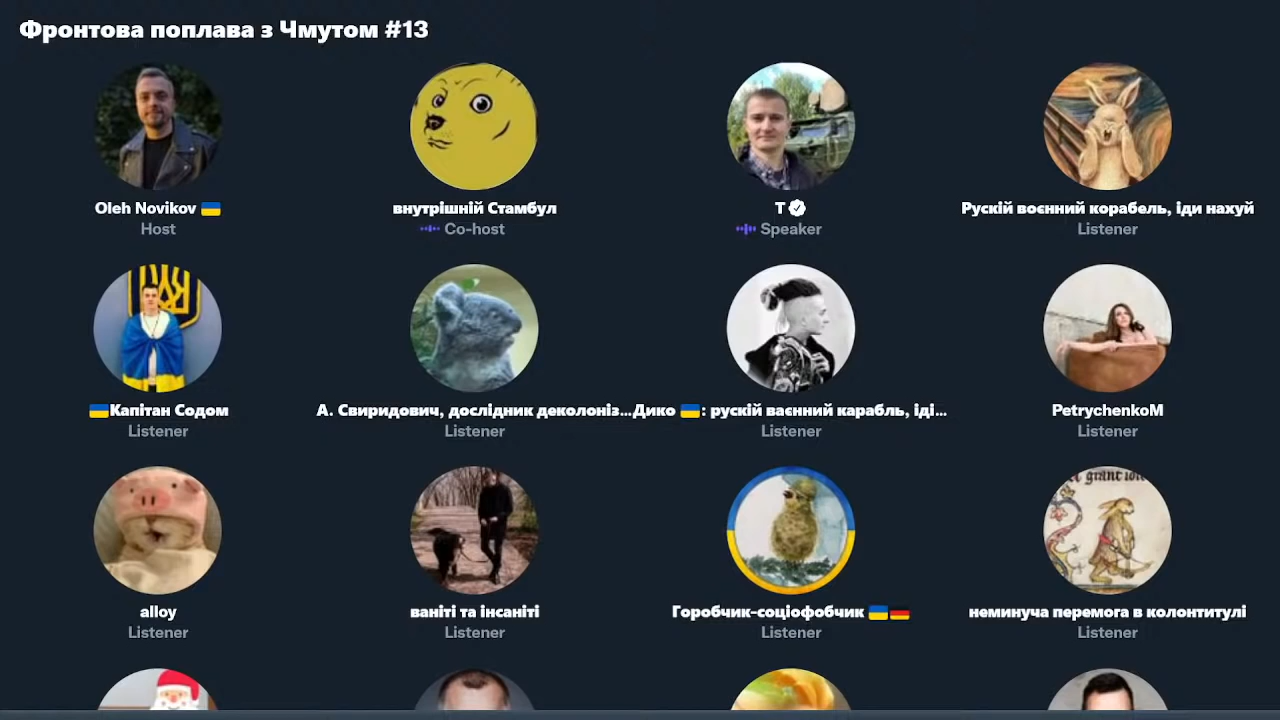 Фронтова поплава з Чмутом #13
Oleh Novikov 🇺🇦
Host
внутрішній Стамбул
Co-host
T
Speaker
Рускій воєнний корабель, іди нахуй
Listener
🇺🇦Капітан Содом
Listener
А. Свиридович, дослідник деколоніз...
Listener
Дико 🇺🇦: рускій ваєнний карабль, іді...
Listener
PetrychenkoM
Listener
alloy
Listener
ваніті та інсаніті
Listener
Горобчик-соціофобчик 🇺🇦🇩🇪
Listener
неминуча перемога в колонтитулі
Listener